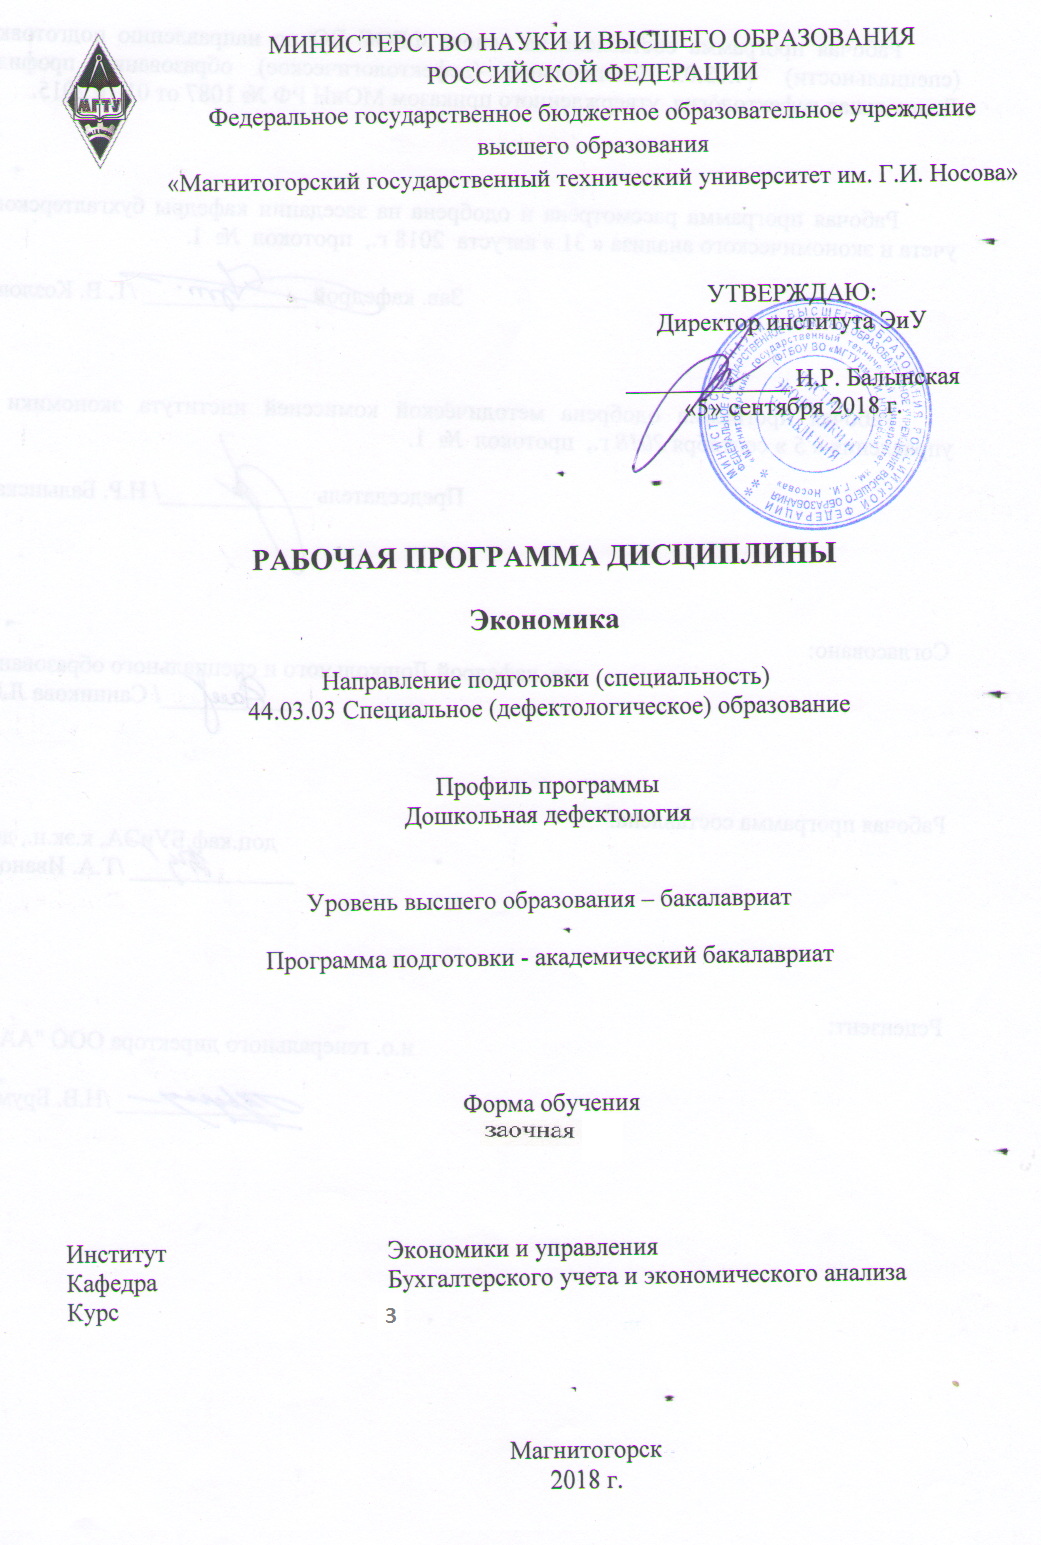 МИНИСТЕРСТВО НАУКИ И ВЫСШЕГО ОБРАЗОВАНИЯ
РОССИЙСКОЙ ФЕДЕРАЦИИ
Федеральное государственное бюджетное образовательное учреждение
высшего образования
«Магнитогорский государственный технический университет им. Г.И. Носова»
МГТУ
УТВЕРЖДАЮ:
Директор института ЭиУ
Н.Р. Балынская
«5» сентября 2018 г.
РАБОЧАЯ ПРОГРАММА ДИСЦИПЛИНЫ
Экономика
Направление подготовки (специальность)
44.03.03 Специальное (дефектологическое) образование
Профиль программы
Дошкольная дефектология
Уровень высшего образования – бакалавриат
Программа подготовки - академический бакалавриат
Форма обучения
заочная
Институт Экономики и управления
Кафедра Бухгалтерского учета и экономического анализа
Курс 3
Магнитогорск
2018 г.